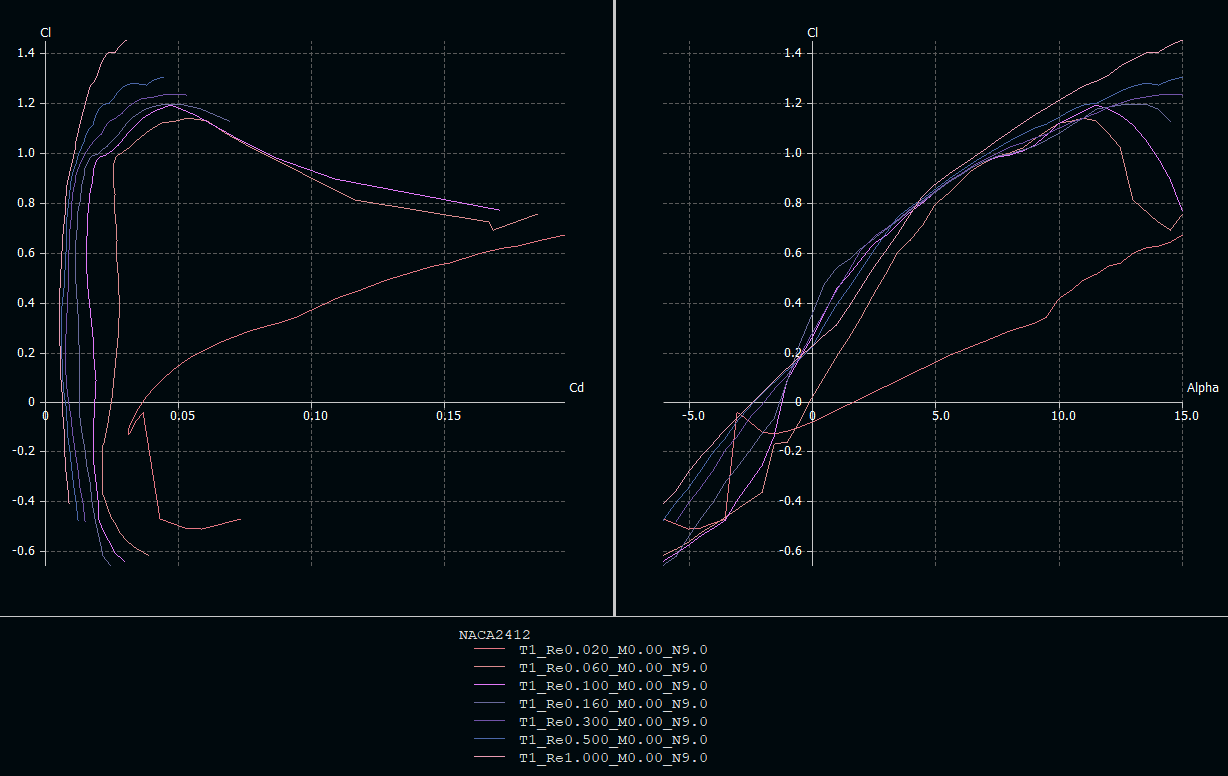 Cl
1.4
1.2
1.0
0.8
0.6
0.4
0.2
0
-0.2
-0.4
-0.6
0
0.05
0.10
0.15
Cd
Cl
1.4
1.2
1.0
0.8
0.6
0.4
0.2
0
-0.2
-0.4
-0.6
-5.0
0
5.0
10.0
15.0
Alpha
NACA2412
T1_Re0.020_M0.00_N9.0
T1_Re0.060_M0.00_N9.0
T1_Re0.100_M0.00_N9.0
T1_Re0.160_M0.00_N9.0
T1_Re0.300_M0.00_N9.0
T1_Re0.500_M0.00_N9.0
T1_Re1.000_M0.00_N9.0